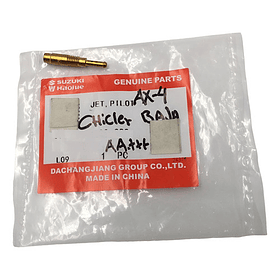 SUZUKI
Haojue
GENUINE PARTS
JET, PILOT
AX-4
CHicler BAJA
AA***
L09 1 PC
DACHANGJIANG GROUP CO., LTD.
MADE IN CHINA